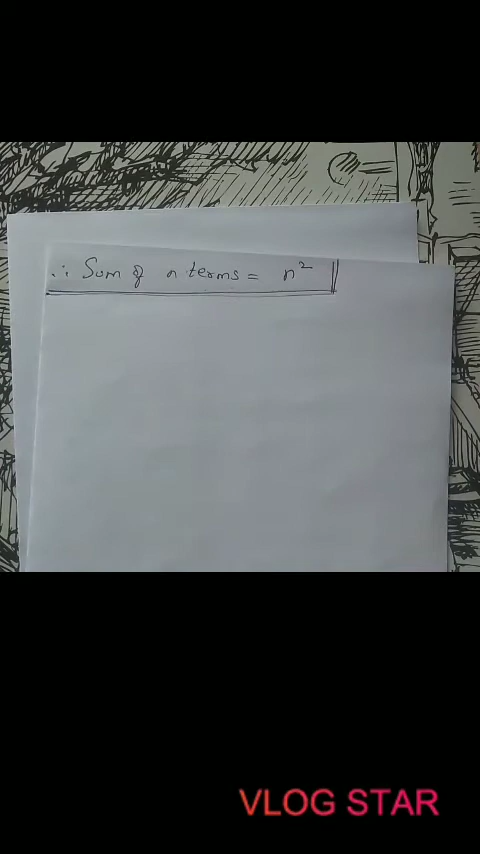 ∴ Sum of n terms = n²
VLOG STAR